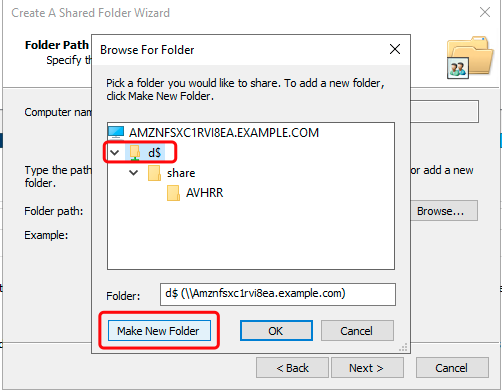 Create A Shared Folder Wizard
Folder Path
Specify th
Browse For Folder
Pick a folder you would like to share. To add a new folder,
click Make New Folder.
Computer nam
AMZNFSXC1RVI8EA.EXAMPLE.COM
d$
share
AVHRR
Type the path
or add a new
folder.
Folder path:
Browse...
Example:
Folder: d$ (\\Amznfsxc1rvi8ea.example.com)
Make New Folder OK Cancel
< Back Next > Cancel